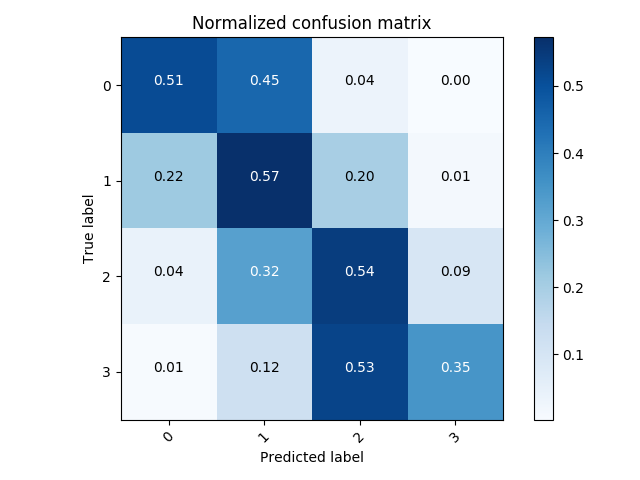 Normalized confusion matrix
True label
0 0.51 0.45 0.04 0.00
1 0.22 0.57 0.20 0.01
2 0.04 0.32 0.54 0.09
3 0.01 0.12 0.53 0.35
0 1 2 3
Predicted label
0.5
0.4
0.3
0.2
0.1